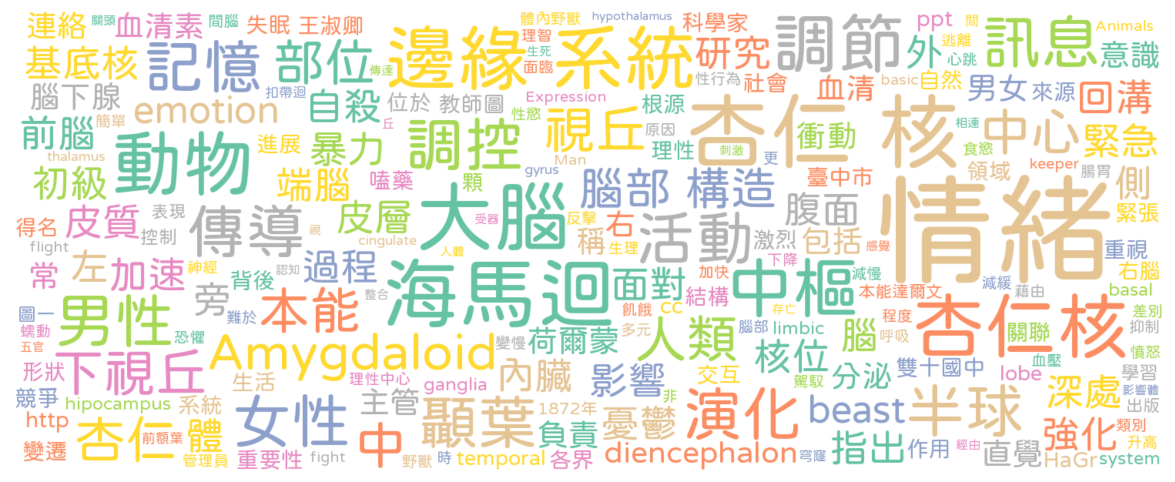 連絡 關頭 血清素 間腦 失眠 王淑卿 體內野獸 hypothalamus 科學家 ppt 間 Animals
基底核 記憶 部位 傳達 邊緣 系統 理智 生死 面臨 研究 調節 外 逃離 心跳 訊息 意識
腦下腺 emotion 扣帶迴 自殺 位於 教師圖 Expression 性慾 根源 性行為 社會 血清 basic 自然 男女 來源 回溝
前腦 簡單 丘 調控 視丘 原因 理性 杏仁 核 刺激 衝動 食慾 相連 中心 緊急
thalamus 動物 進展 暴力 Man 更 臺中市 領域 keeper 腸胃 側
初級 端腦 嗑藥 顆 gyrus 腦部 構造 腹面 情緒 緊張
得名 皮質 表現 控制 傳導 皮層 大腦 受器 反擊 右 稱 生理 活動 激烈 包括 感覺 重視
flight 視 cingulate 人體 下降 右腦
常 左 加速 神經 旁 背後 認知 過程 整合 海馬迴 面對 加快 結構 中樞 減慢 本能達爾文 減緩 藉由 basal
圖一 蠕動 五官 男性 恐懼 難於 本能 飢餓 cc 多元 存亡 程度 呼吸 杏仁核 關聯 差別 抑制
下視丘 Amygdaloid 變慢 荷爾蒙 人類 腦部 limbic 腦 血壓 憤怒
形狀 生活 理性中心 ganglia 內臟 影響 交互 核位 駕馭 分泌 雙十國中 lobe 學習
競爭 hipocampus 系統 主管 1872年 非 深處 影響體 出版
http 杏仁 體 前額葉 女性 中 顳葉 負責 憂鬱 演化 beast 半球 強化 類別
變遷 管理員 重要性 fight 野獸 時 temporal 各界 diencephalon 穹窿 指出 作用 經由 直覺 HaGr 升高 system